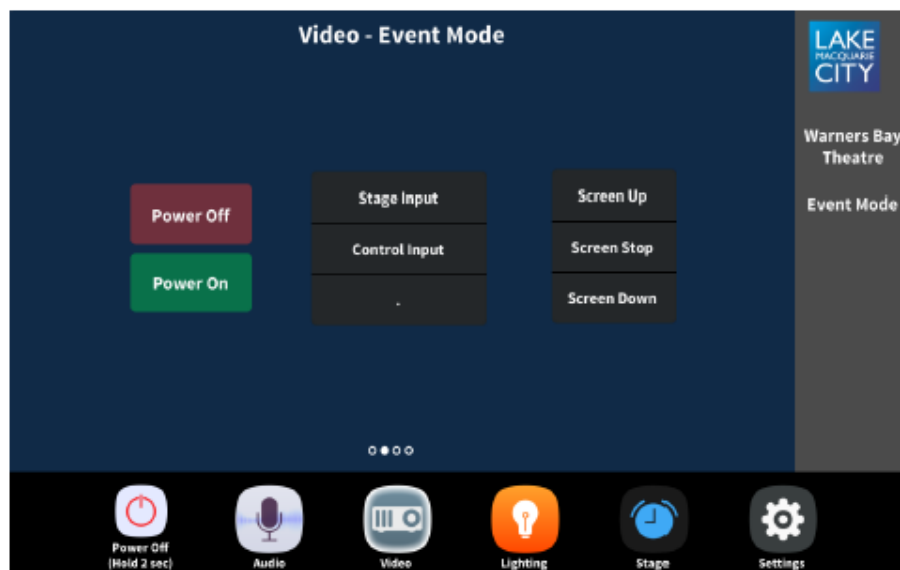 Video - Event Mode
LAKE
MACQUARIE
CITY
Warners Bay
Theatre
Event Mode
Power Off
Power On
Stage Input
Control Input
.
Screen Up
Screen Stop
Screen Down
Power Off
(Hold 2 sec)
Audio
Video
Lighting
Stage
Settings